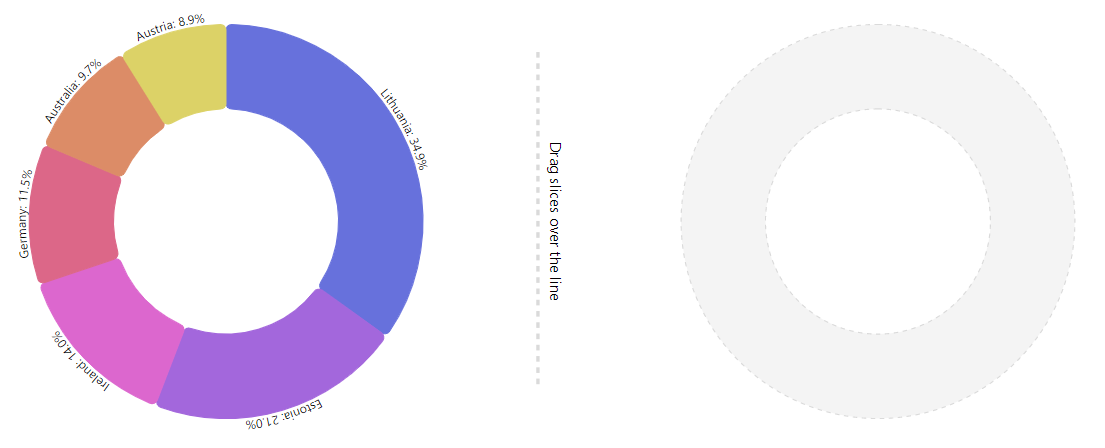 Austria: 8.9%
Lithuania: 34.9%
Australia: 9.7%
Germany: 11.5%
Ireland: 14.0%
Estonia: 21.0%
Drag slices over the line